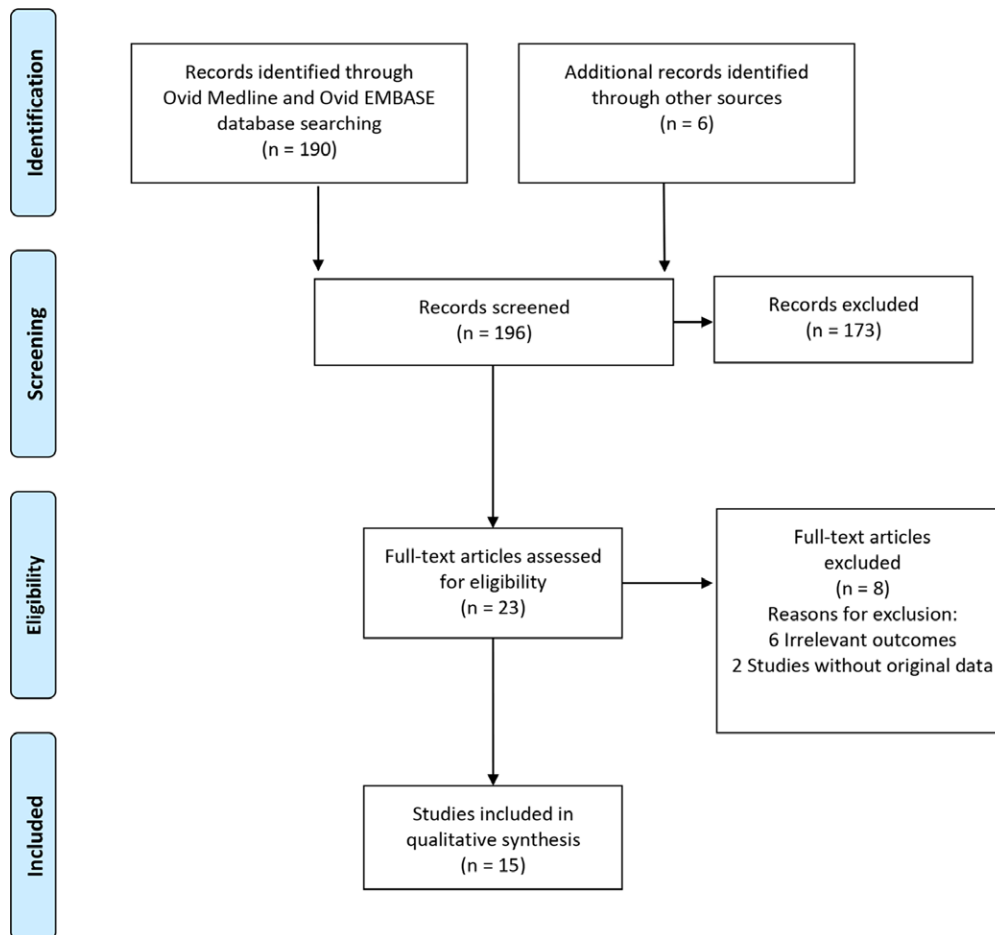 Identification
Records identified through
Ovid Medline and Ovid EMBASE
database searching
(n = 190)
Additional records identified
through other sources
(n = 6)
Screening
Records screened
(n = 196)
Records excluded
(n = 173)
Eligibility
Full-text articles assessed
for eligibility
(n = 23)
Full-text articles
excluded
(n = 8)
Reasons for exclusion:
6 Irrelevant outcomes
2 Studies without original data
Included
Studies included in
qualitative synthesis
(n = 15)